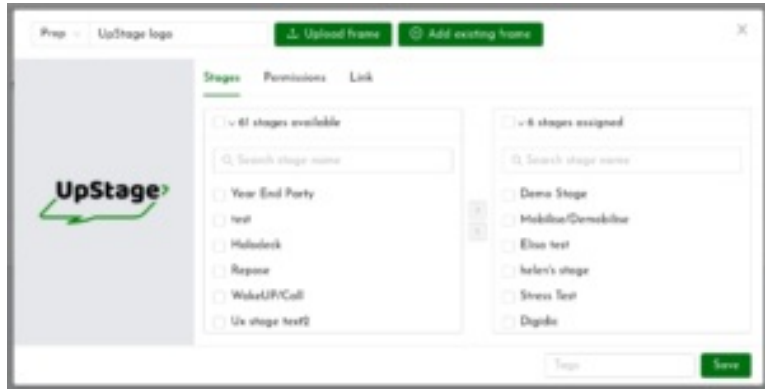 Prop UpStage logo Upload frame Add existing frame
Stages Permissions Link
61 stages available
6 stages assigned
Search stage name
Search stage name
UpStage
Year End Party
test
Holodeck
Repose
WakeUP/Call
Ux stage test2
Demo Stage
Mobilise/Demobilise
Elisa test
helen's stage
Stress Test
Digidic
Tags
Save